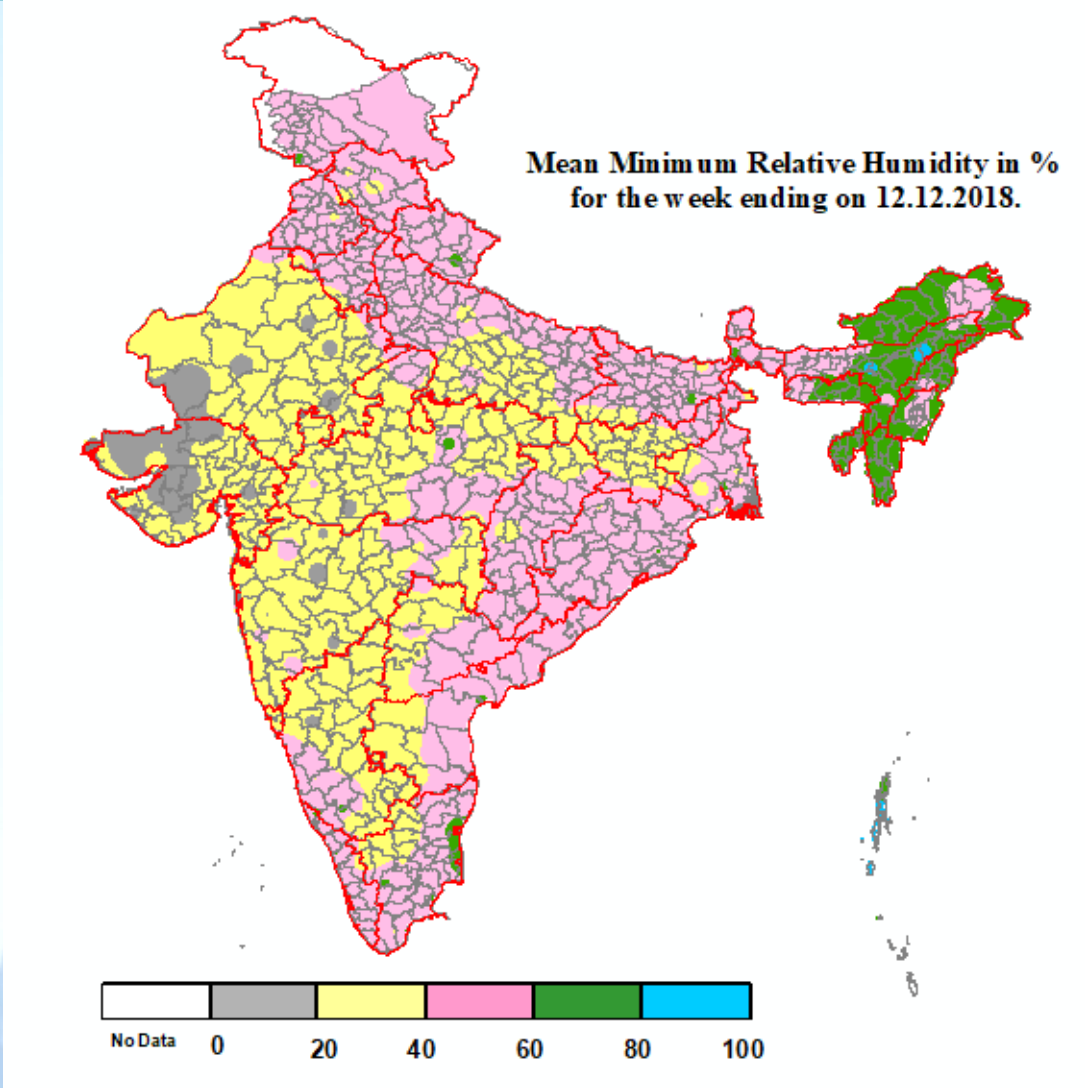 Mean Minimum Relative Humidity in %
for the week ending on 12.12.2018.
No Data 0 20 40 60 80 100